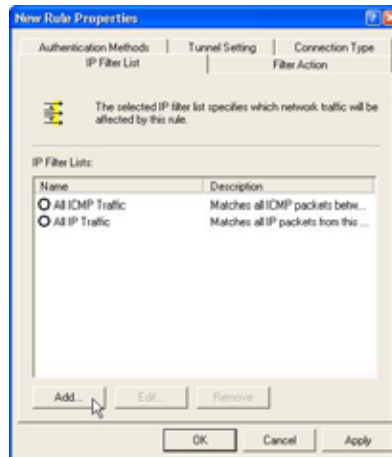 New Rule Properties
Authentication Methods Tunnel Setting Connection Type
IP Filter List Filter Action
The selected IP filter list specifies which network traffic will be
affected by this rule.
IP Filter Lists:
Name Description
All ICMP Traffic Matches all ICMP packets betw...
All IP Traffic Matches all IP packets from this ...
Add... Edit... Remove
OK Cancel Apply